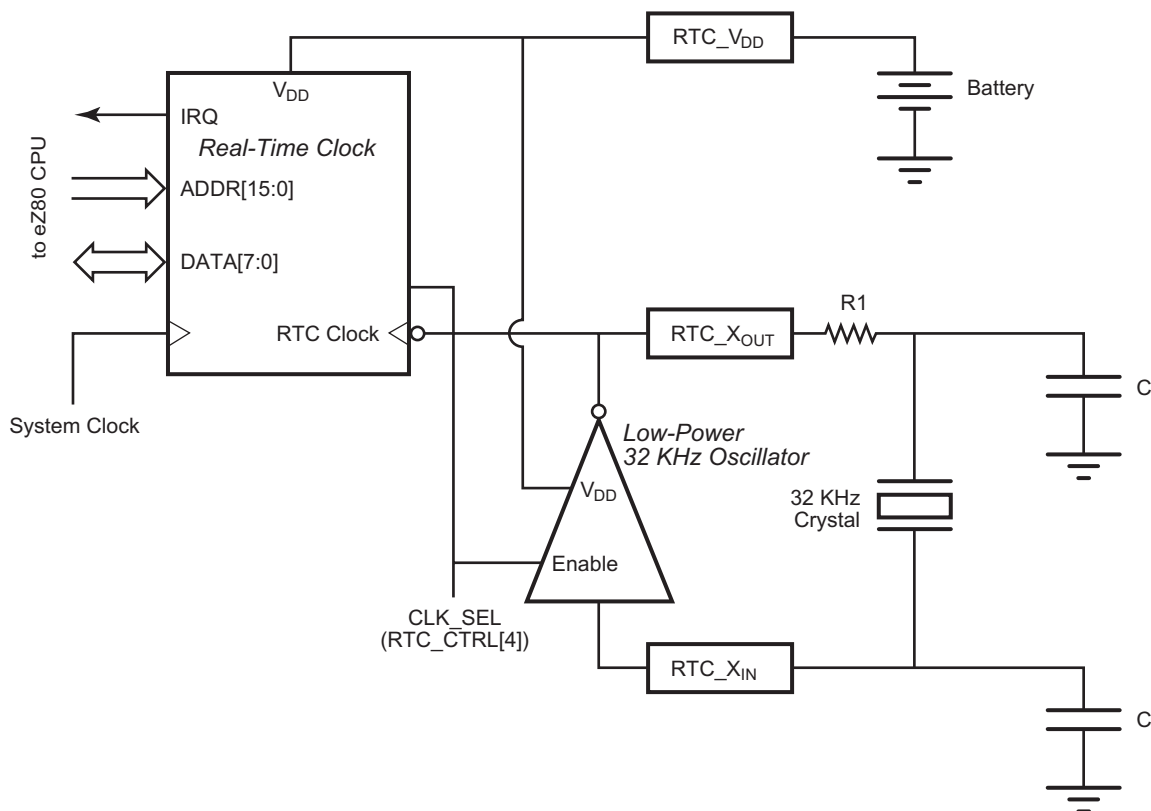 RTC_VDD
VDD
Battery
IRQ
Real-Time Clock
to eZ80 CPU
ADDR[15:0]
DATA[7:0]
R1
RTC Clock
RTC_XOUT
C
System Clock
Low-Power
32 KHz Oscillator
VDD
32 KHz
Crystal
Enable
CLK_SEL
(RTC_CTRL[4])
RTC_XIN
C